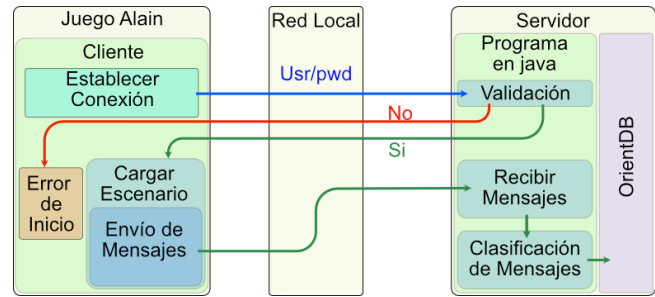 Juego Alain
Red Local
Servidor
Cliente
Programa
en java
Establecer
Conexión
Usr/pwd
Validación
No
Si
Error
de
Inicio
Cargar
Escenario
Envío de
Mensajes
Recibir
Mensajes
Clasificación
de Mensajes
OrientDB